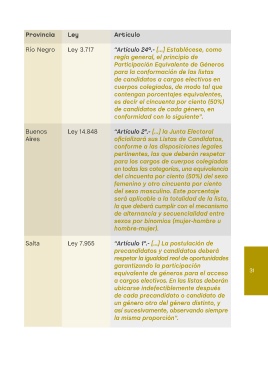 Provincia Ley Artículo
Río Negro Ley 3.717 "Artículo 24º.- [...] Establécese, como
regla general, el principio de
Participación Equivalente de Géneros
para la conformación de las listas
de candidatos a cargos electivos en
cuerpos colegiados, de modo tal que
contengan porcentajes equivalentes,
es decir el cincuenta por ciento (50%)
de candidatos de cada género, en
conformidad con lo siguiente".
Buenos Ley 14.848 "Artículo 2°.- [...] la Junta Electoral
Aires oficializará sus Listas de Candidatos,
conforme a las disposiciones legales
pertinentes, las que deberán respetar
para los cargos de cuerpos colegiados
en todas las categorías, una equivalencia
del cincuenta por ciento (50%) del sexo
femenino y otro cincuenta por ciento
del sexo masculino. Este porcentaje
será aplicable a la totalidad de la lista,
la que deberá cumplir con el mecanismo
de alternancia y secuencialidad entre
sexos por binomios (mujer-hombre u
hombre-mujer).
Salta Ley 7.955 "Artículo 1°.- [...] La postulación de
precandidatos y candidatos deberá
respetar la igualdad real de oportunidades
garantizando la participación
equivalente de géneros para el acceso
a cargos electivos. En las listas deberán
ubicarse indefectiblemente después
de cada precandidato o candidato de
un género otro del género distinto, y
así sucesivamente, observando siempre
la misma proporción".